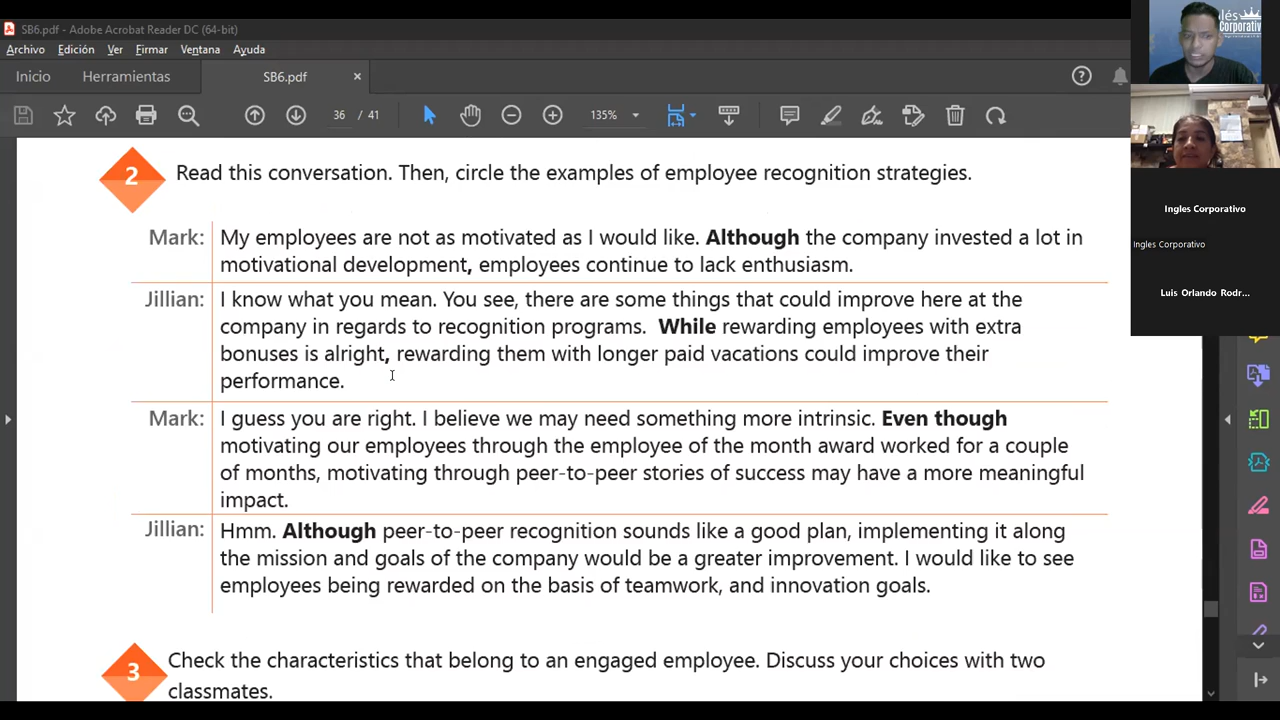 SB6.pdf - Adobe Acrobat Reader DC (64-bit)
Archivo Edición Ver Firmar Ventana Ayuda
Inicio Herramientas SB6.pdf ×
36 / 41 135%
2 Read this conversation. Then, circle the examples of employee recognition strategies.
Mark: My employees are not as motivated as I would like. Although the company invested a lot in
motivational development, employees continue to lack enthusiasm.
Jillian: I know what you mean. You see, there are some things that could improve here at the
company in regards to recognition programs. While rewarding employees with extra
bonuses is alright, rewarding them with longer paid vacations could improve their
performance.
Mark: I guess you are right. I believe we may need something more intrinsic. Even though
motivating our employees through the employee of the month award worked for a couple
of months, motivating through peer-to-peer stories of success may have a more meaningful
impact.
Jillian: Hmm. Although peer-to-peer recognition sounds like a good plan, implementing it along
the mission and goals of the company would be a greater improvement. I would like to see
employees being rewarded on the basis of teamwork, and innovation goals.
3 Check the characteristics that belong to an engaged employee. Discuss your choices with two
classmates.
Corporativo
Ingles Corporativo
Ingles Corporativo
Luis Orlando Rodr...